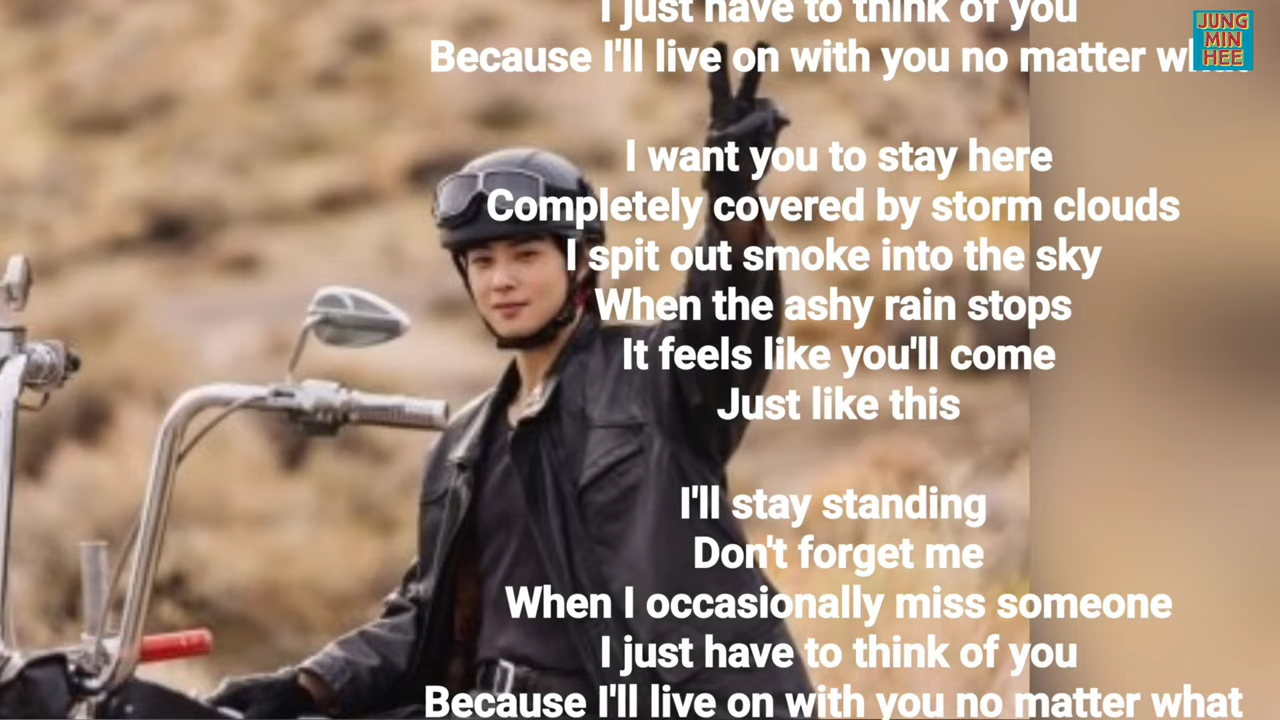 I just have to think of you
Because I'll live on with you no matter what
JUNG
MIN
HEE
I want you to stay here
Completely covered by storm clouds
I spit out smoke into the sky
When the ashy rain stops
It feels like you'll come
Just like this
I'll stay standing
Don't forget me
When I occasionally miss someone
I just have to think of you
Because I'll live on with you no matter what